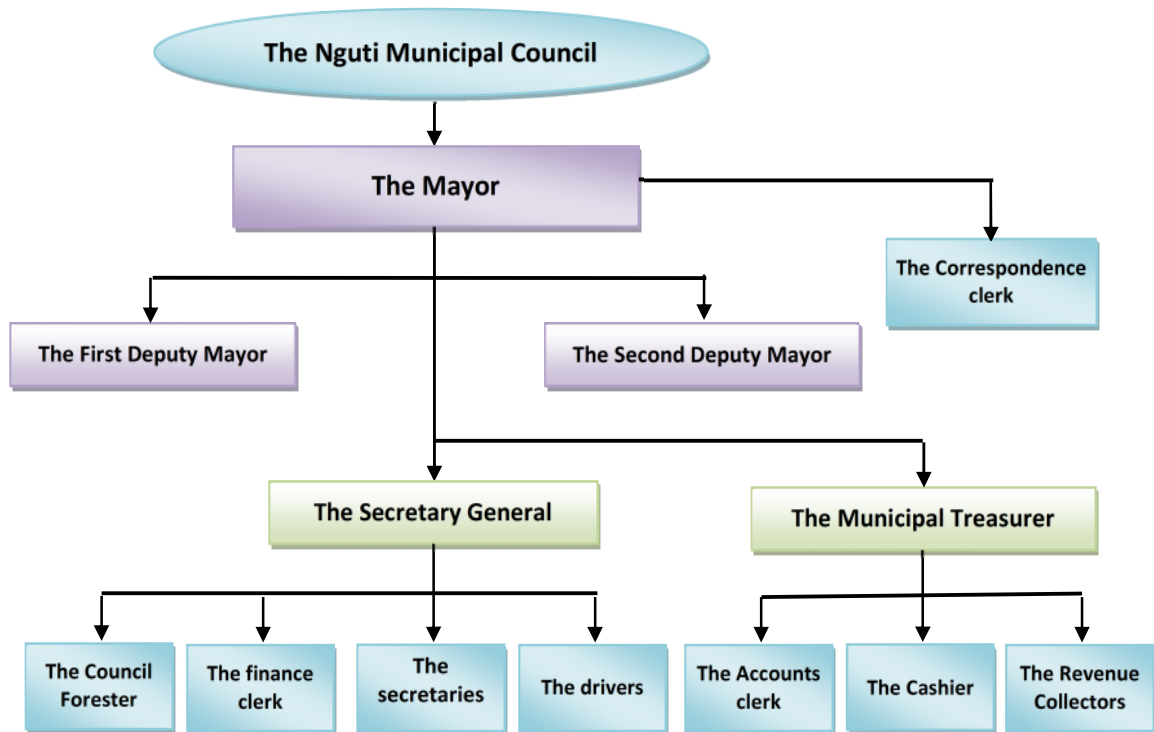 The Nguti Municipal Council
The Mayor
The Correspondence
clerk
The First Deputy Mayor
The Second Deputy Mayor
The Secretary General
The Municipal Treasurer
The Council
Forester
The finance
clerk
The
secretaries
The drivers
The Accounts
clerk
The Cashier
The Revenue
Collectors